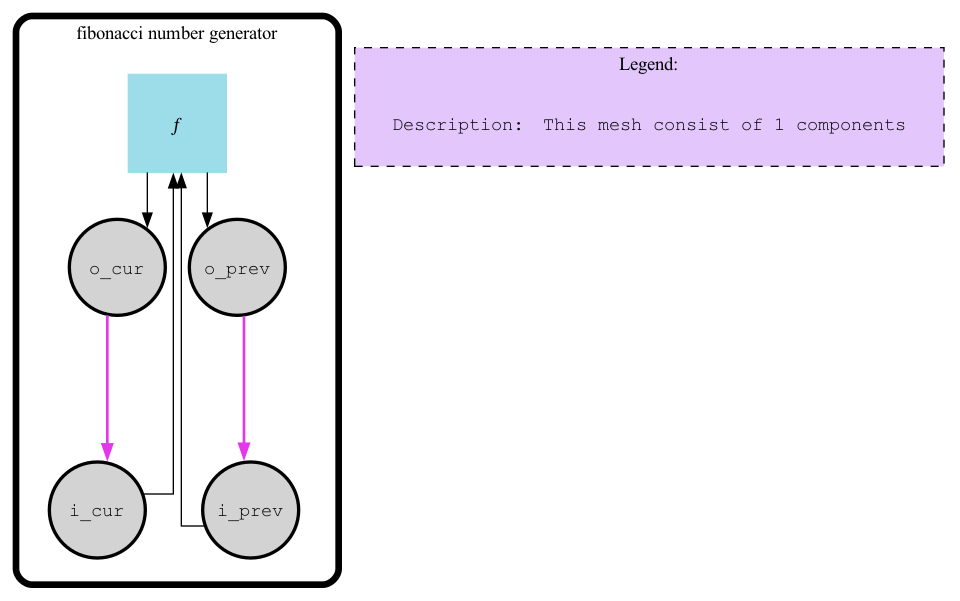 fibonacci number generator
f
o_cur
o_prev
i_cur
i_prev
Legend:
Description: This mesh consist of 1 components